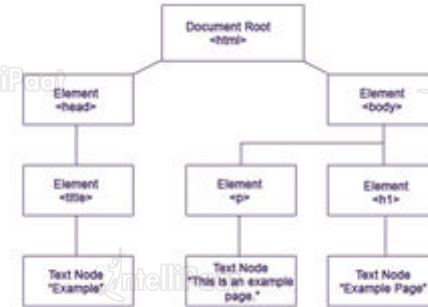 Document Root
<html>
Element
<head>
Element
<body>
Element
<title>
Element
<p>
Element
<h1>
Text Node
"Example"
Text Node
"This is an example
page."
Text Node
"Example Page"